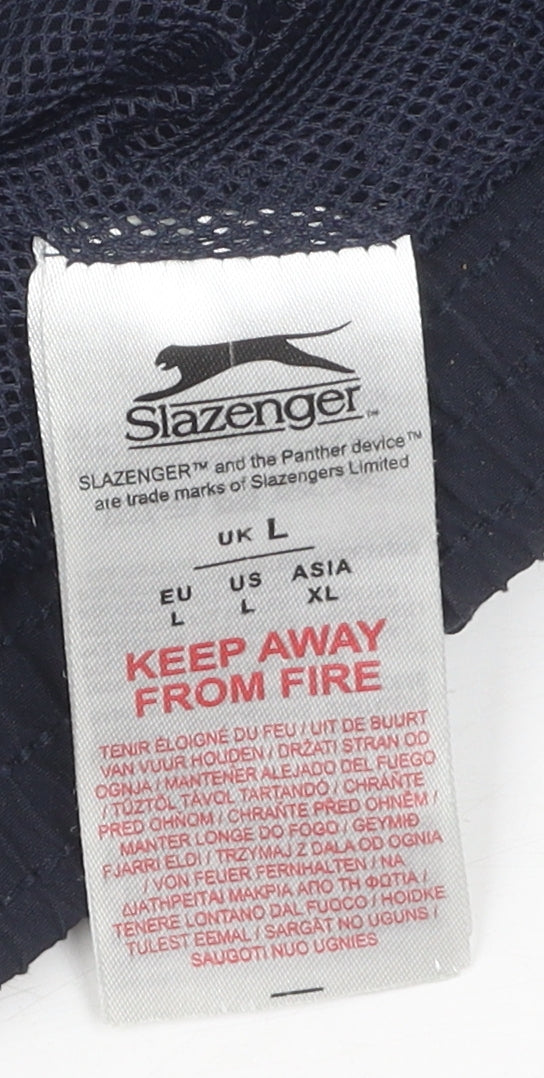 Slazenger™
SLAZENGER™ and the Panther device™
are trade marks of Slazengers Limited
UK L
EU US ASIA
L L XL
KEEP AWAY
FROM FIRE
TENIR ÉLOIGNÉ DU FEU / UIT DE BUURT
VAN VUUR HOUDEN / DRŽATI STRAN OD
OGNJA / MANTENER ALEJADO DEL FUEGO
/ TŰZTŐL TÁVOL TARTANDÓ / CHRAŇTE
PRED OHŇOM / CHRAŇTE PŘED OHNĚM /
MANTER LONGE DO FOGO / GEYMIÐ
FJARRI ELDI / TRZYMAJ Z DALA OD OGNIA
/ VON FEUER FERNHALTEN / ΝΑ
ΔΙΑΤΗΡΕΙΤΑΙ ΜΑΚΡΙΑ ΑΠΟ ΤΗ ΦΩΤΙΑ /
TENERE LONTANO DAL FUOCO / HOIDKE
TULEST EEMAL / SARGĀT NO UGUNS /
SAUGOTI NUO UGNIES